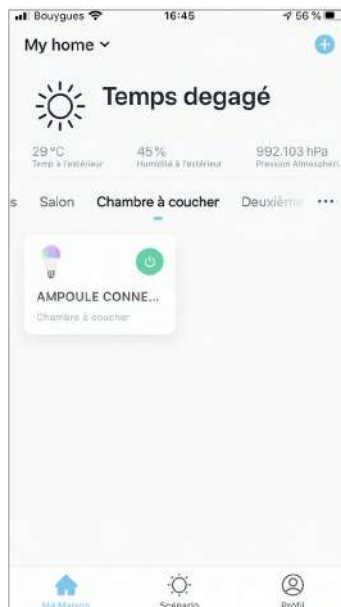 Bouygues 16:45 56 %
My home
Temps degagé
29 °C 45 % 992.103 hPa
Temp à l'extérieur Humidité à l'extérieur Pression Atmosphéri.
s Salon Chambre à coucher Deuxièm ...
AMPOULE CONNE...
Chambre à coucher
Ma Maison Scénario Profil